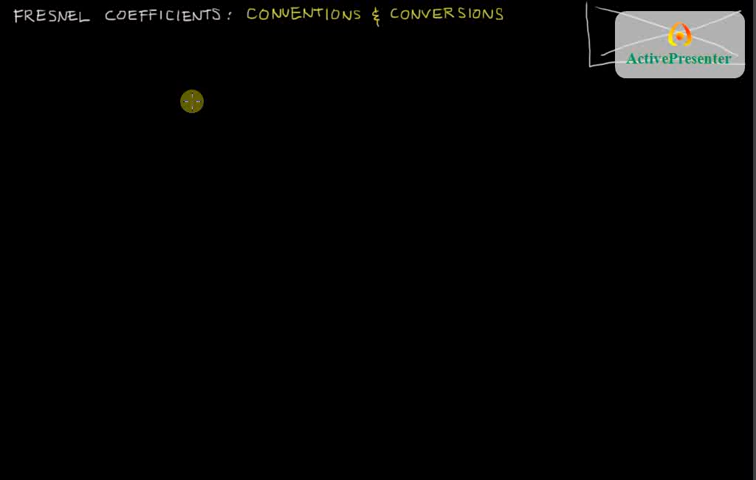 FRESNEL COEFFICIENTS: CONVENTIONS & CONVERSIONS
ActivePresenter